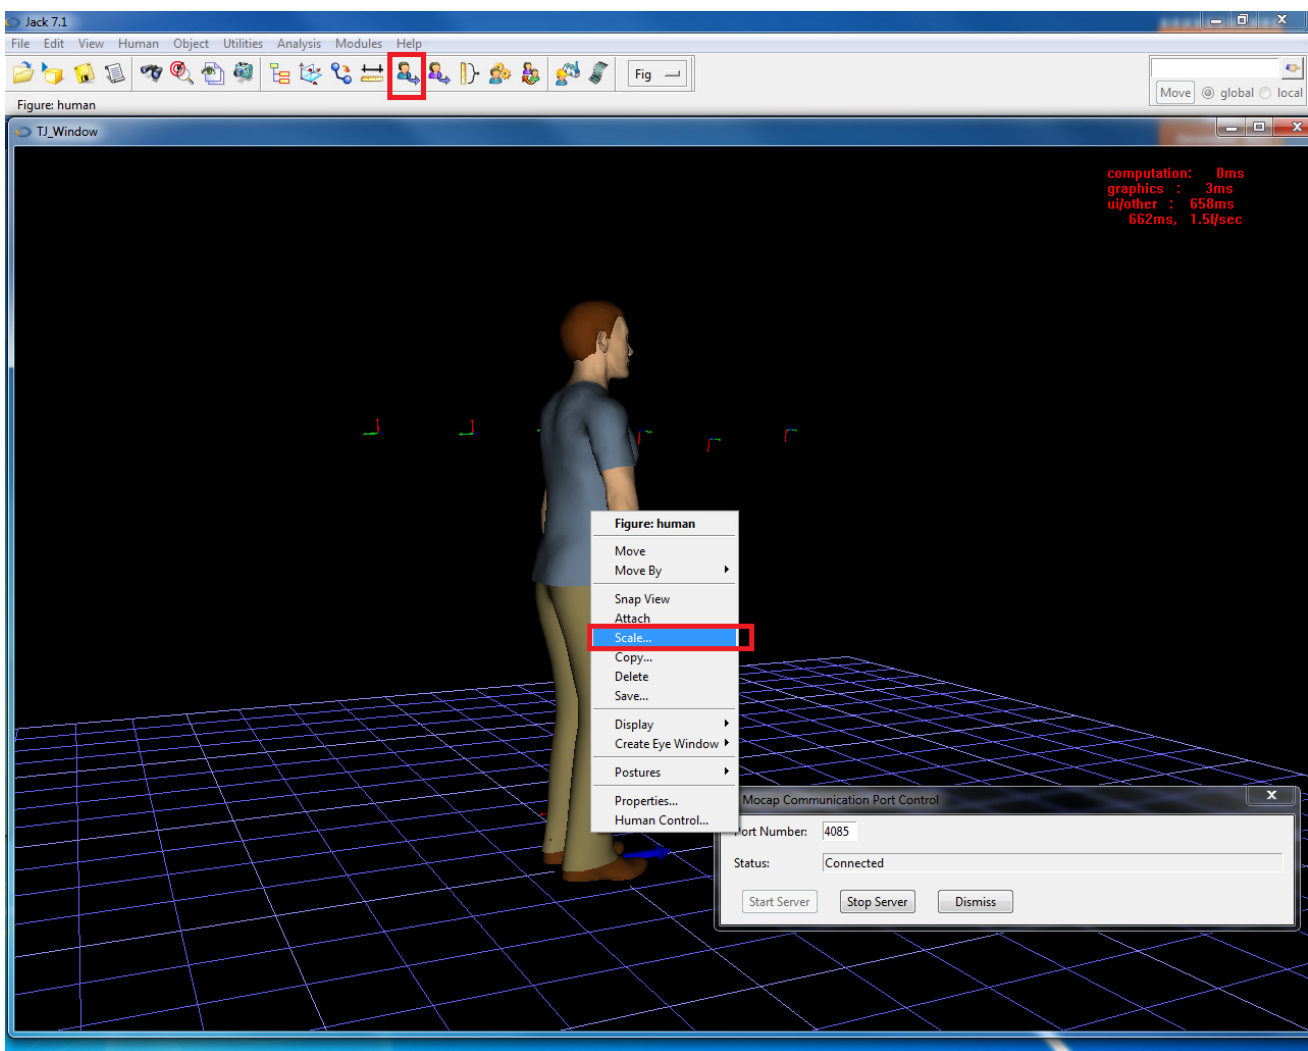 Jack 7.1
File Edit View Human Object Utilities Analysis Modules Help
Fig
Move global local
Figure: human
TJ_Window
computation: 0ms
graphics : 3ms
ui/other : 658ms
662ms, 1.5f/sec
Figure: human
Move
Move By
Snap View
Attach
Scale...
Copy...
Delete
Save...
Display
Create Eye Window
Postures
Properties...
Human Control...
Mocap Communication Port Control
Port Number: 4085
Status: Connected
Start Server Stop Server Dismiss